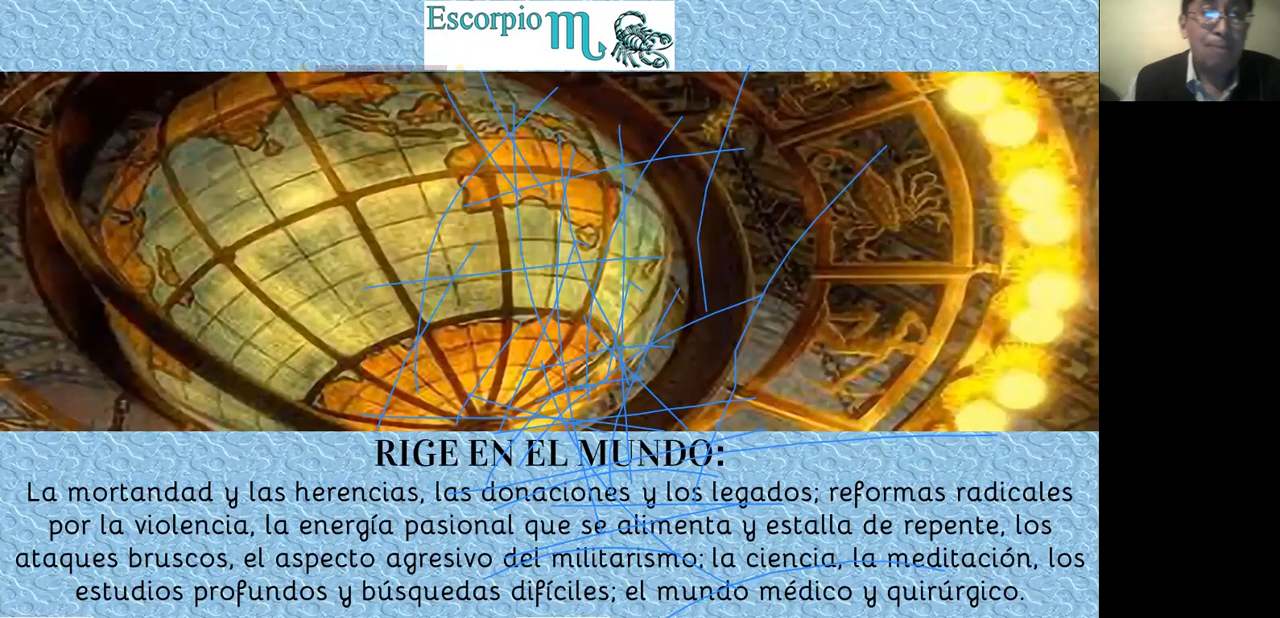 Escorpio
RIGE EN EL MUNDO:
La mortandad y las herencias, las donaciones y los legados; reformas radicales
por la violencia, la energía pasional que se alimenta y estalla de repente, los
ataques bruscos, el aspecto agresivo del militarismo; la ciencia, la meditación, los
estudios profundos y búsquedas difíciles; el mundo médico y quirúrgico.